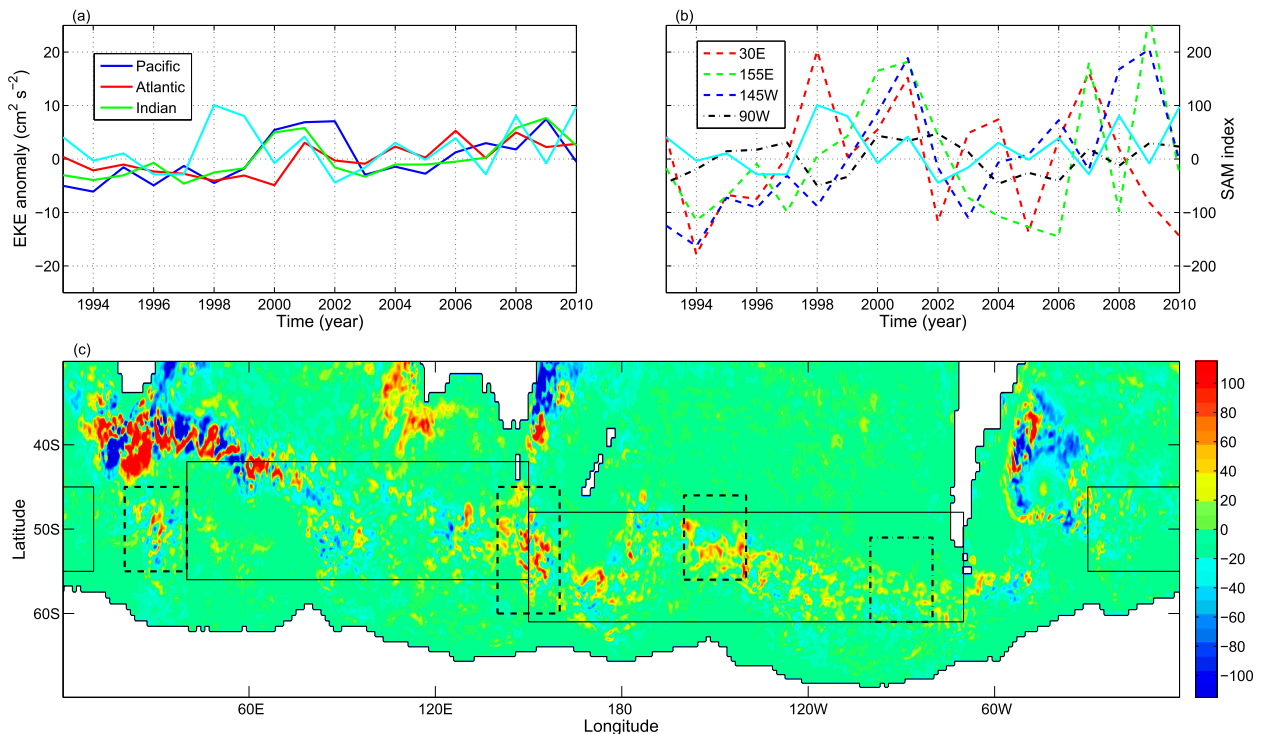 (a)
EKE anomaly (cm² s⁻²)
20
10
0
−10
−20
Pacific
Atlantic
Indian
1994 1996 1998 2000 2002 2004 2006 2008 2010
Time (year)
(b)
30E
155E
145W
90W
200
100
0
−100
−200
SAM index
1994 1996 1998 2000 2002 2004 2006 2008 2010
Time (year)
(c)
Latitude
40S
50S
60S
60E 120E 180 120W 60W
Longitude
100
80
60
40
20
0
−20
−40
−60
−80
−100